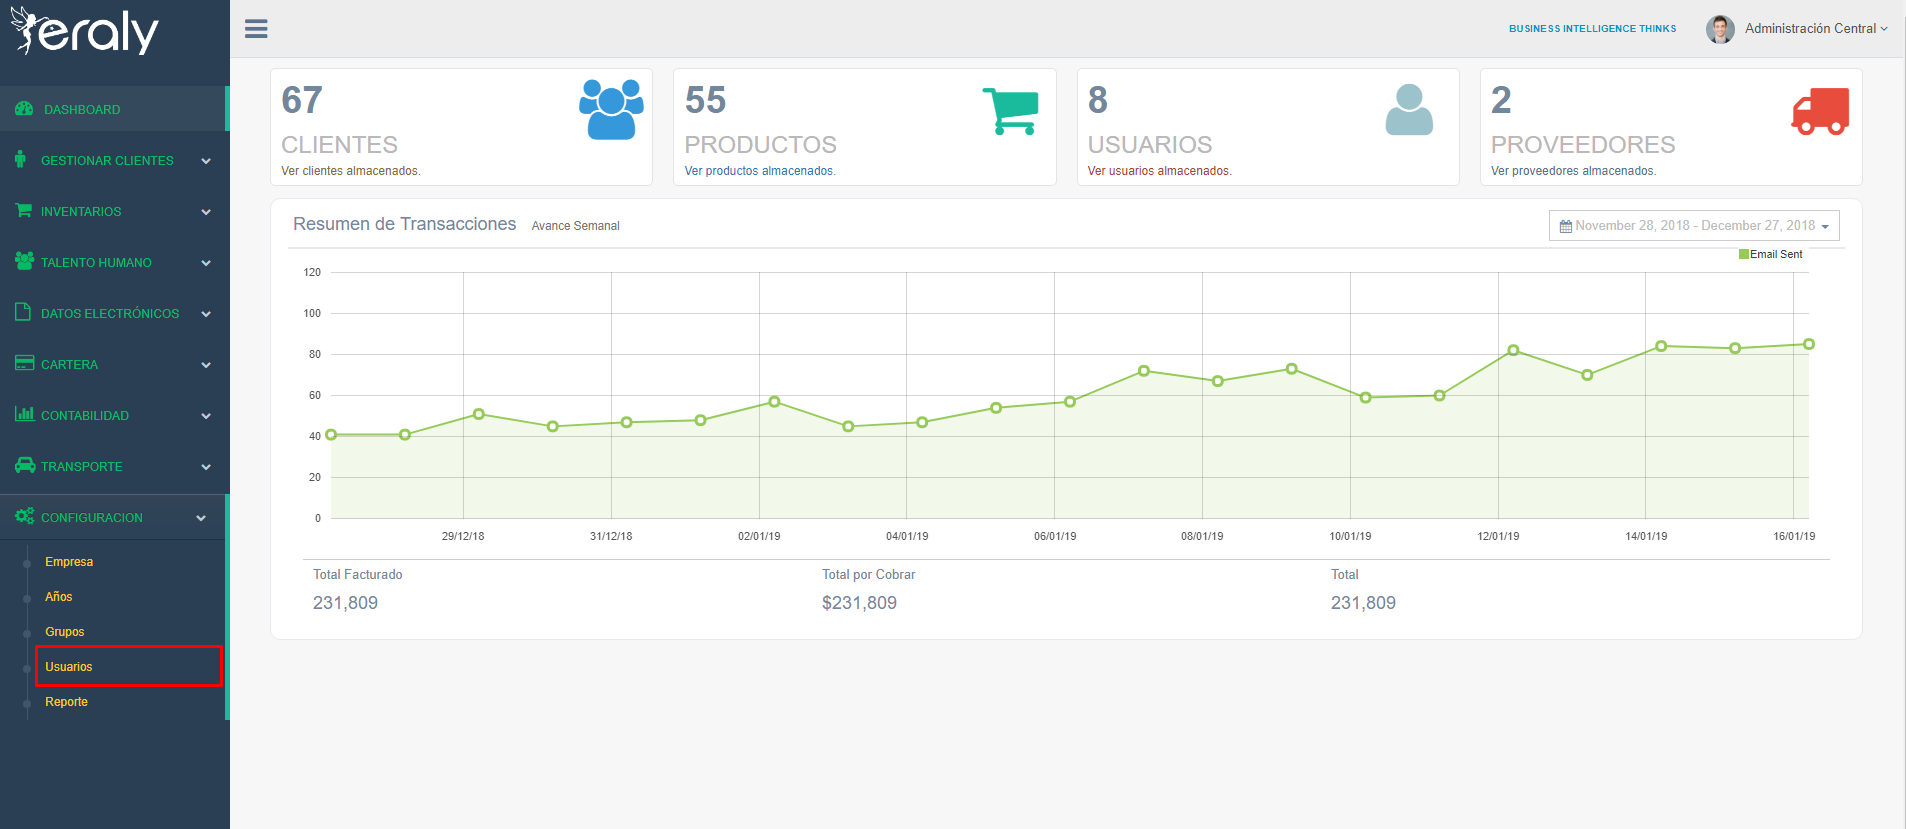 eraly
BUSINESS INTELLIGENCE THINKS
Administración Central
DASHBOARD
GESTIONAR CLIENTES
INVENTARIOS
TALENTO HUMANO
DATOS ELECTRÓNICOS
CARTERA
CONTABILIDAD
TRANSPORTE
CONFIGURACION
Empresa
Años
Grupos
Usuarios
Reporte
67
CLIENTES
Ver clientes almacenados.
55
PRODUCTOS
Ver productos almacenados.
8
USUARIOS
Ver usuarios almacenados.
2
PROVEEDORES
Ver proveedores almacenados.
Resumen de Transacciones Avance Semanal
November 28, 2018 - December 27, 2018
Email Sent
120
100
80
60
40
20
0
29/12/18 31/12/18 02/01/19 04/01/19 06/01/19 08/01/19 10/01/19 12/01/19 14/01/19 16/01/19
Total Facturado
231,809
Total por Cobrar
$231,809
Total
231,809